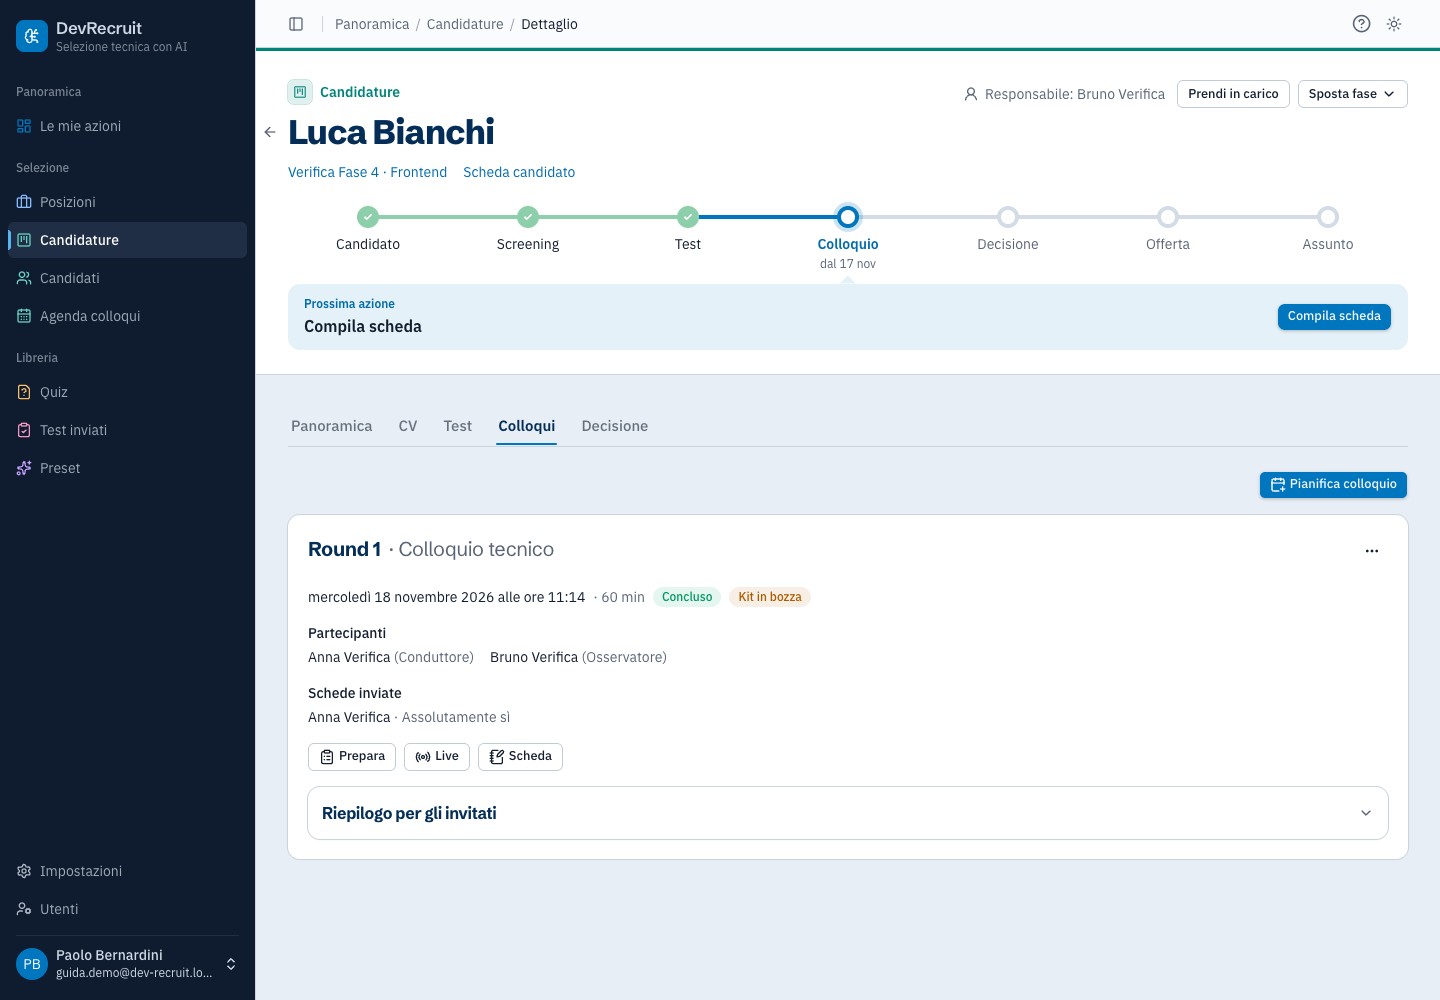 DevRecruit
Selezione tecnica con AI
Panoramica
Le mie azioni
Selezione
Posizioni
Candidature
Candidati
Agenda colloqui
Libreria
Quiz
Test inviati
Preset
Impostazioni
Utenti
PB
Paolo Bernardini
guida.demo@dev-recruit.lo...
Panoramica / Candidature / Dettaglio
Candidature
Responsabile: Bruno Verifica
Prendi in carico
Sposta fase
Luca Bianchi
Verifica Fase 4 · Frontend
Scheda candidato
Candidato
Screening
Test
Colloquio
dal 17 nov
Decisione
Offerta
Assunto
Prossima azione
Compila scheda
Compila scheda
Panoramica
CV
Test
Colloqui
Decisione
Pianifica colloquio
Round 1 · Colloquio tecnico
mercoledì 18 novembre 2026 alle ore 11:14 · 60 min Concluso Kit in bozza
Partecipanti
Anna Verifica (Conduttore) Bruno Verifica (Osservatore)
Schede inviate
Anna Verifica · Assolutamente sì
Prepara
Live
Scheda
Riepilogo per gli invitati